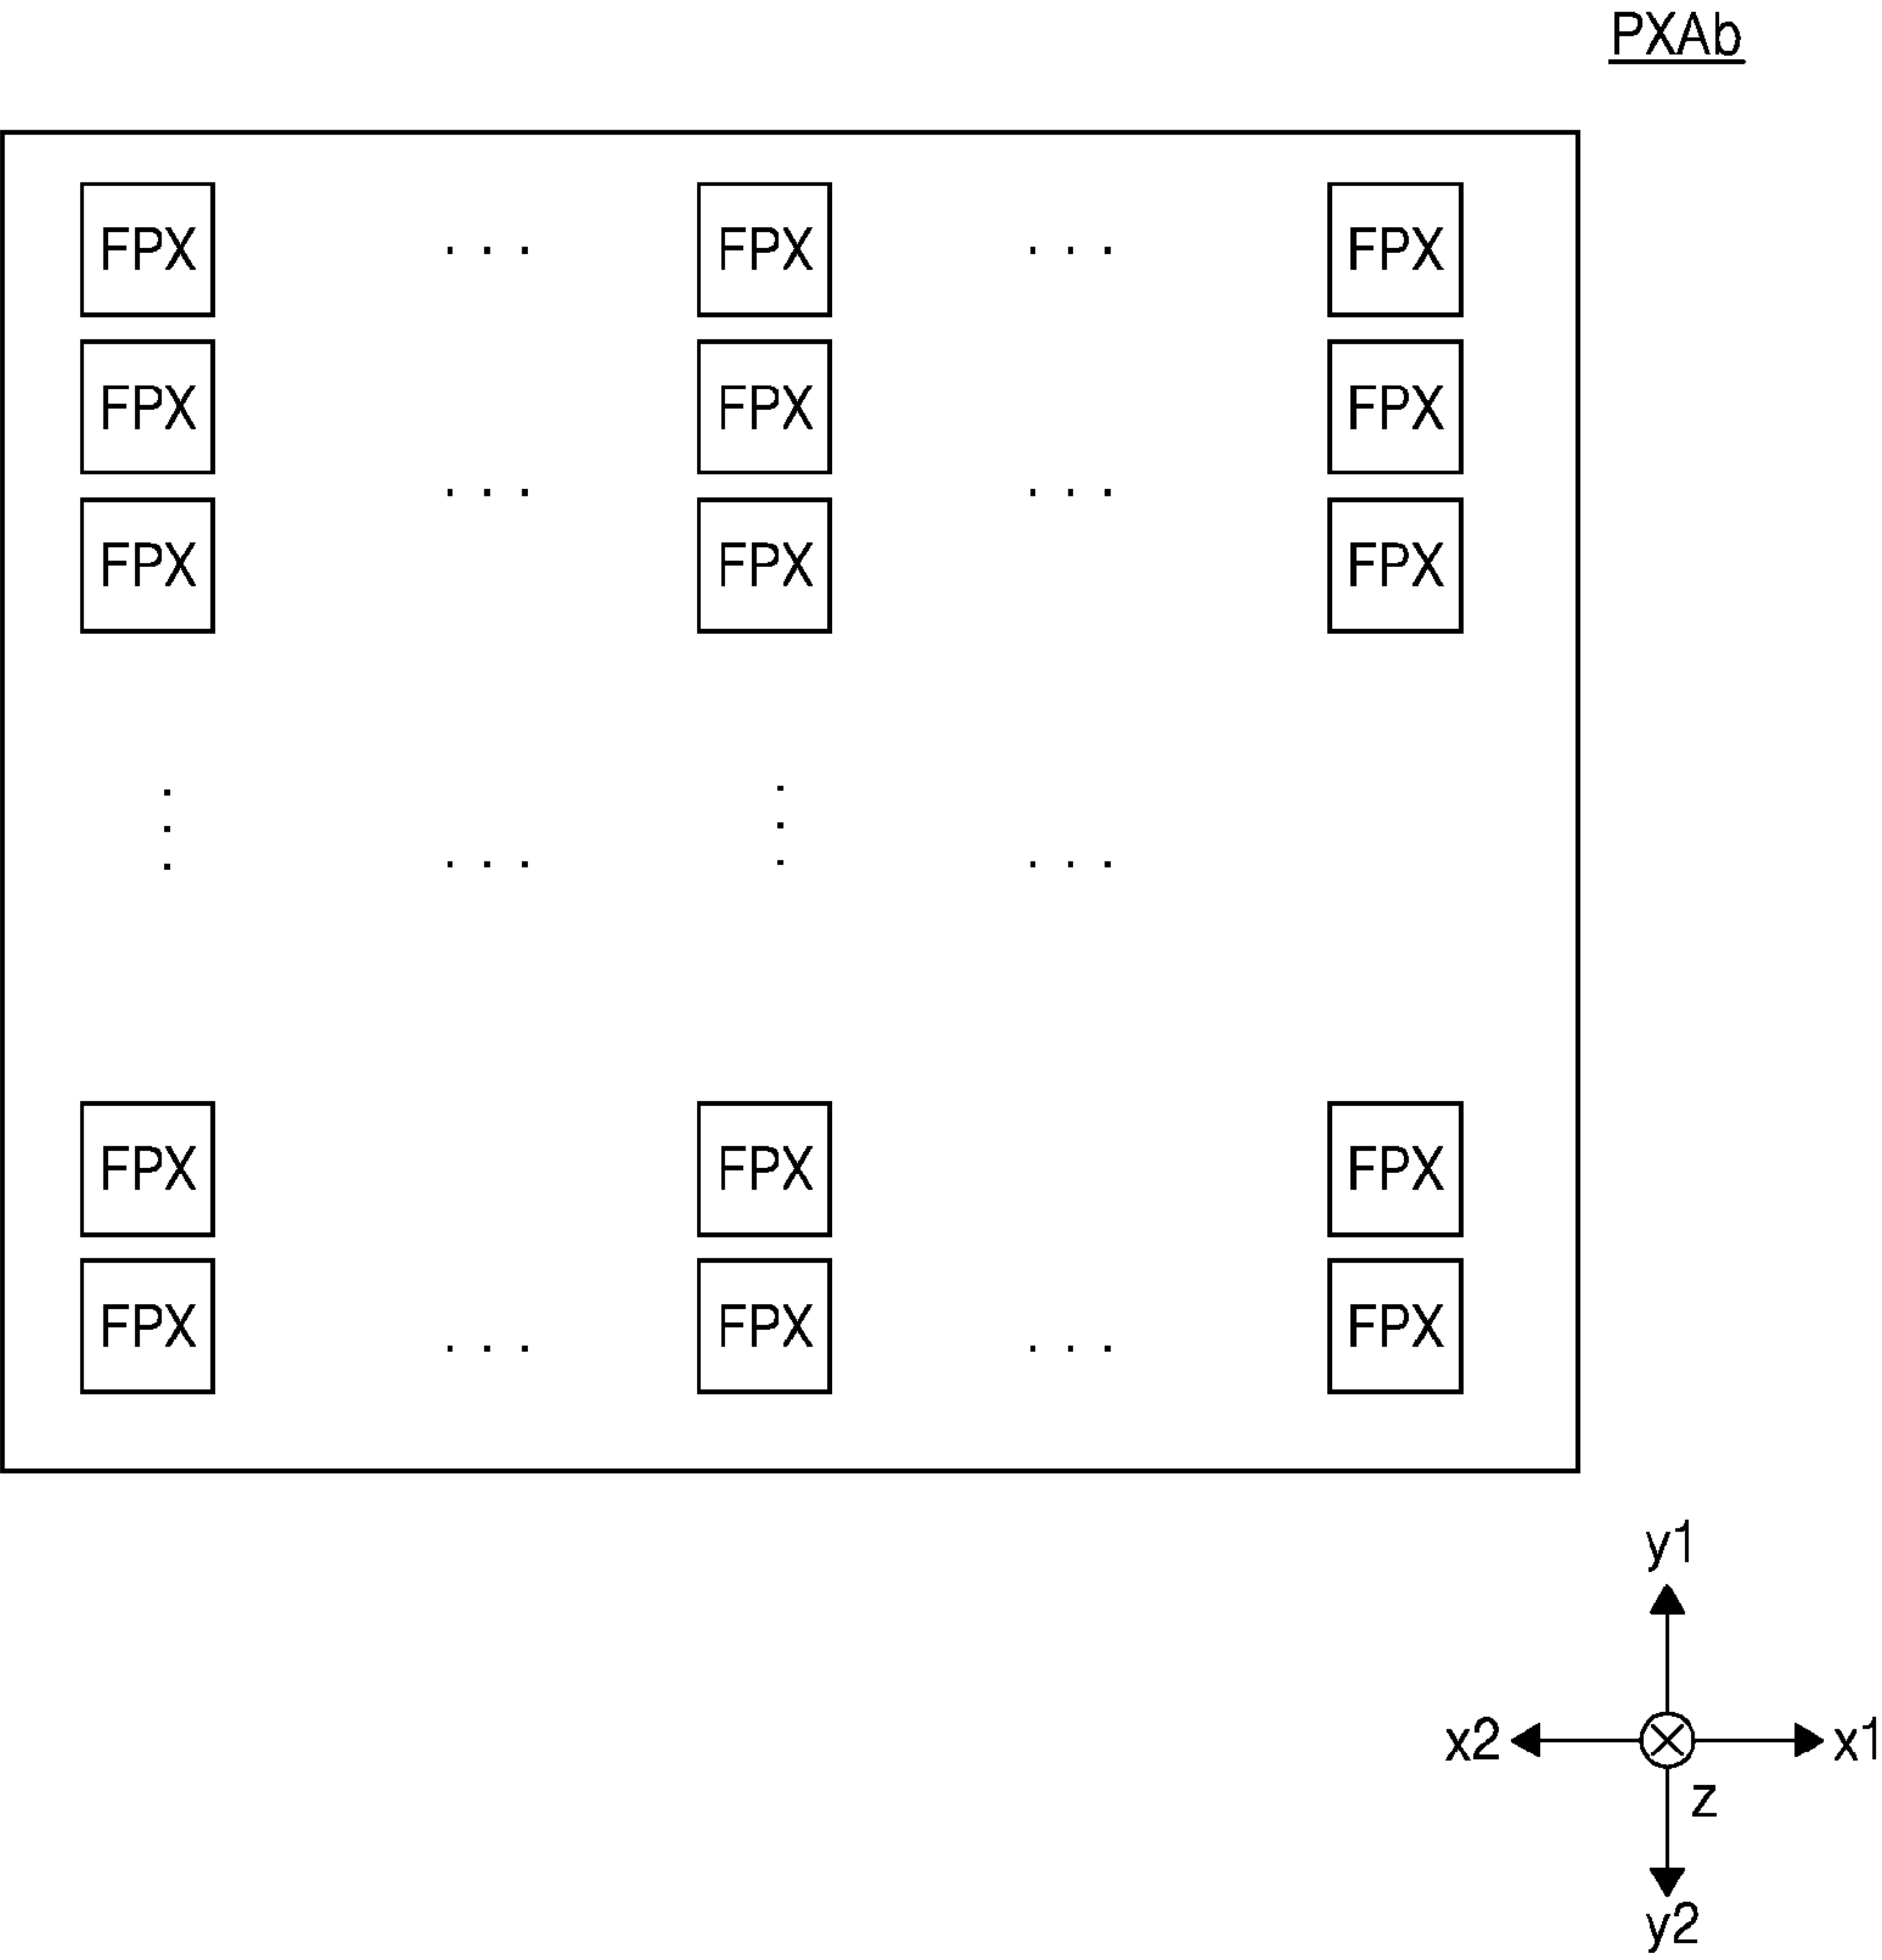 PXAb
FPX . . . FPX . . . FPX
FPX FPX FPX
. . . . . .
FPX FPX FPX
. . . . . .
FPX FPX FPX
FPX . . . FPX . . . FPX
y1
x2 x1
z
y2